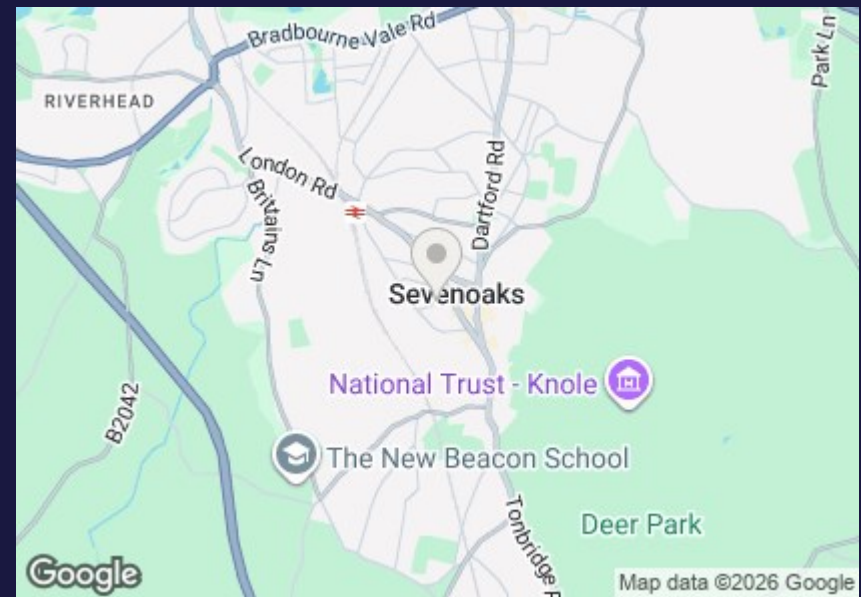 Bradbourne Vale Rd
Park Ln
RIVERHEAD
London Rd
Dartford Rd
Brittains Ln
Sevenoaks
National Trust - Knole
B2042
The New Beacon School
Tonbridge
Deer Park
Google
Map data ©2026 Google